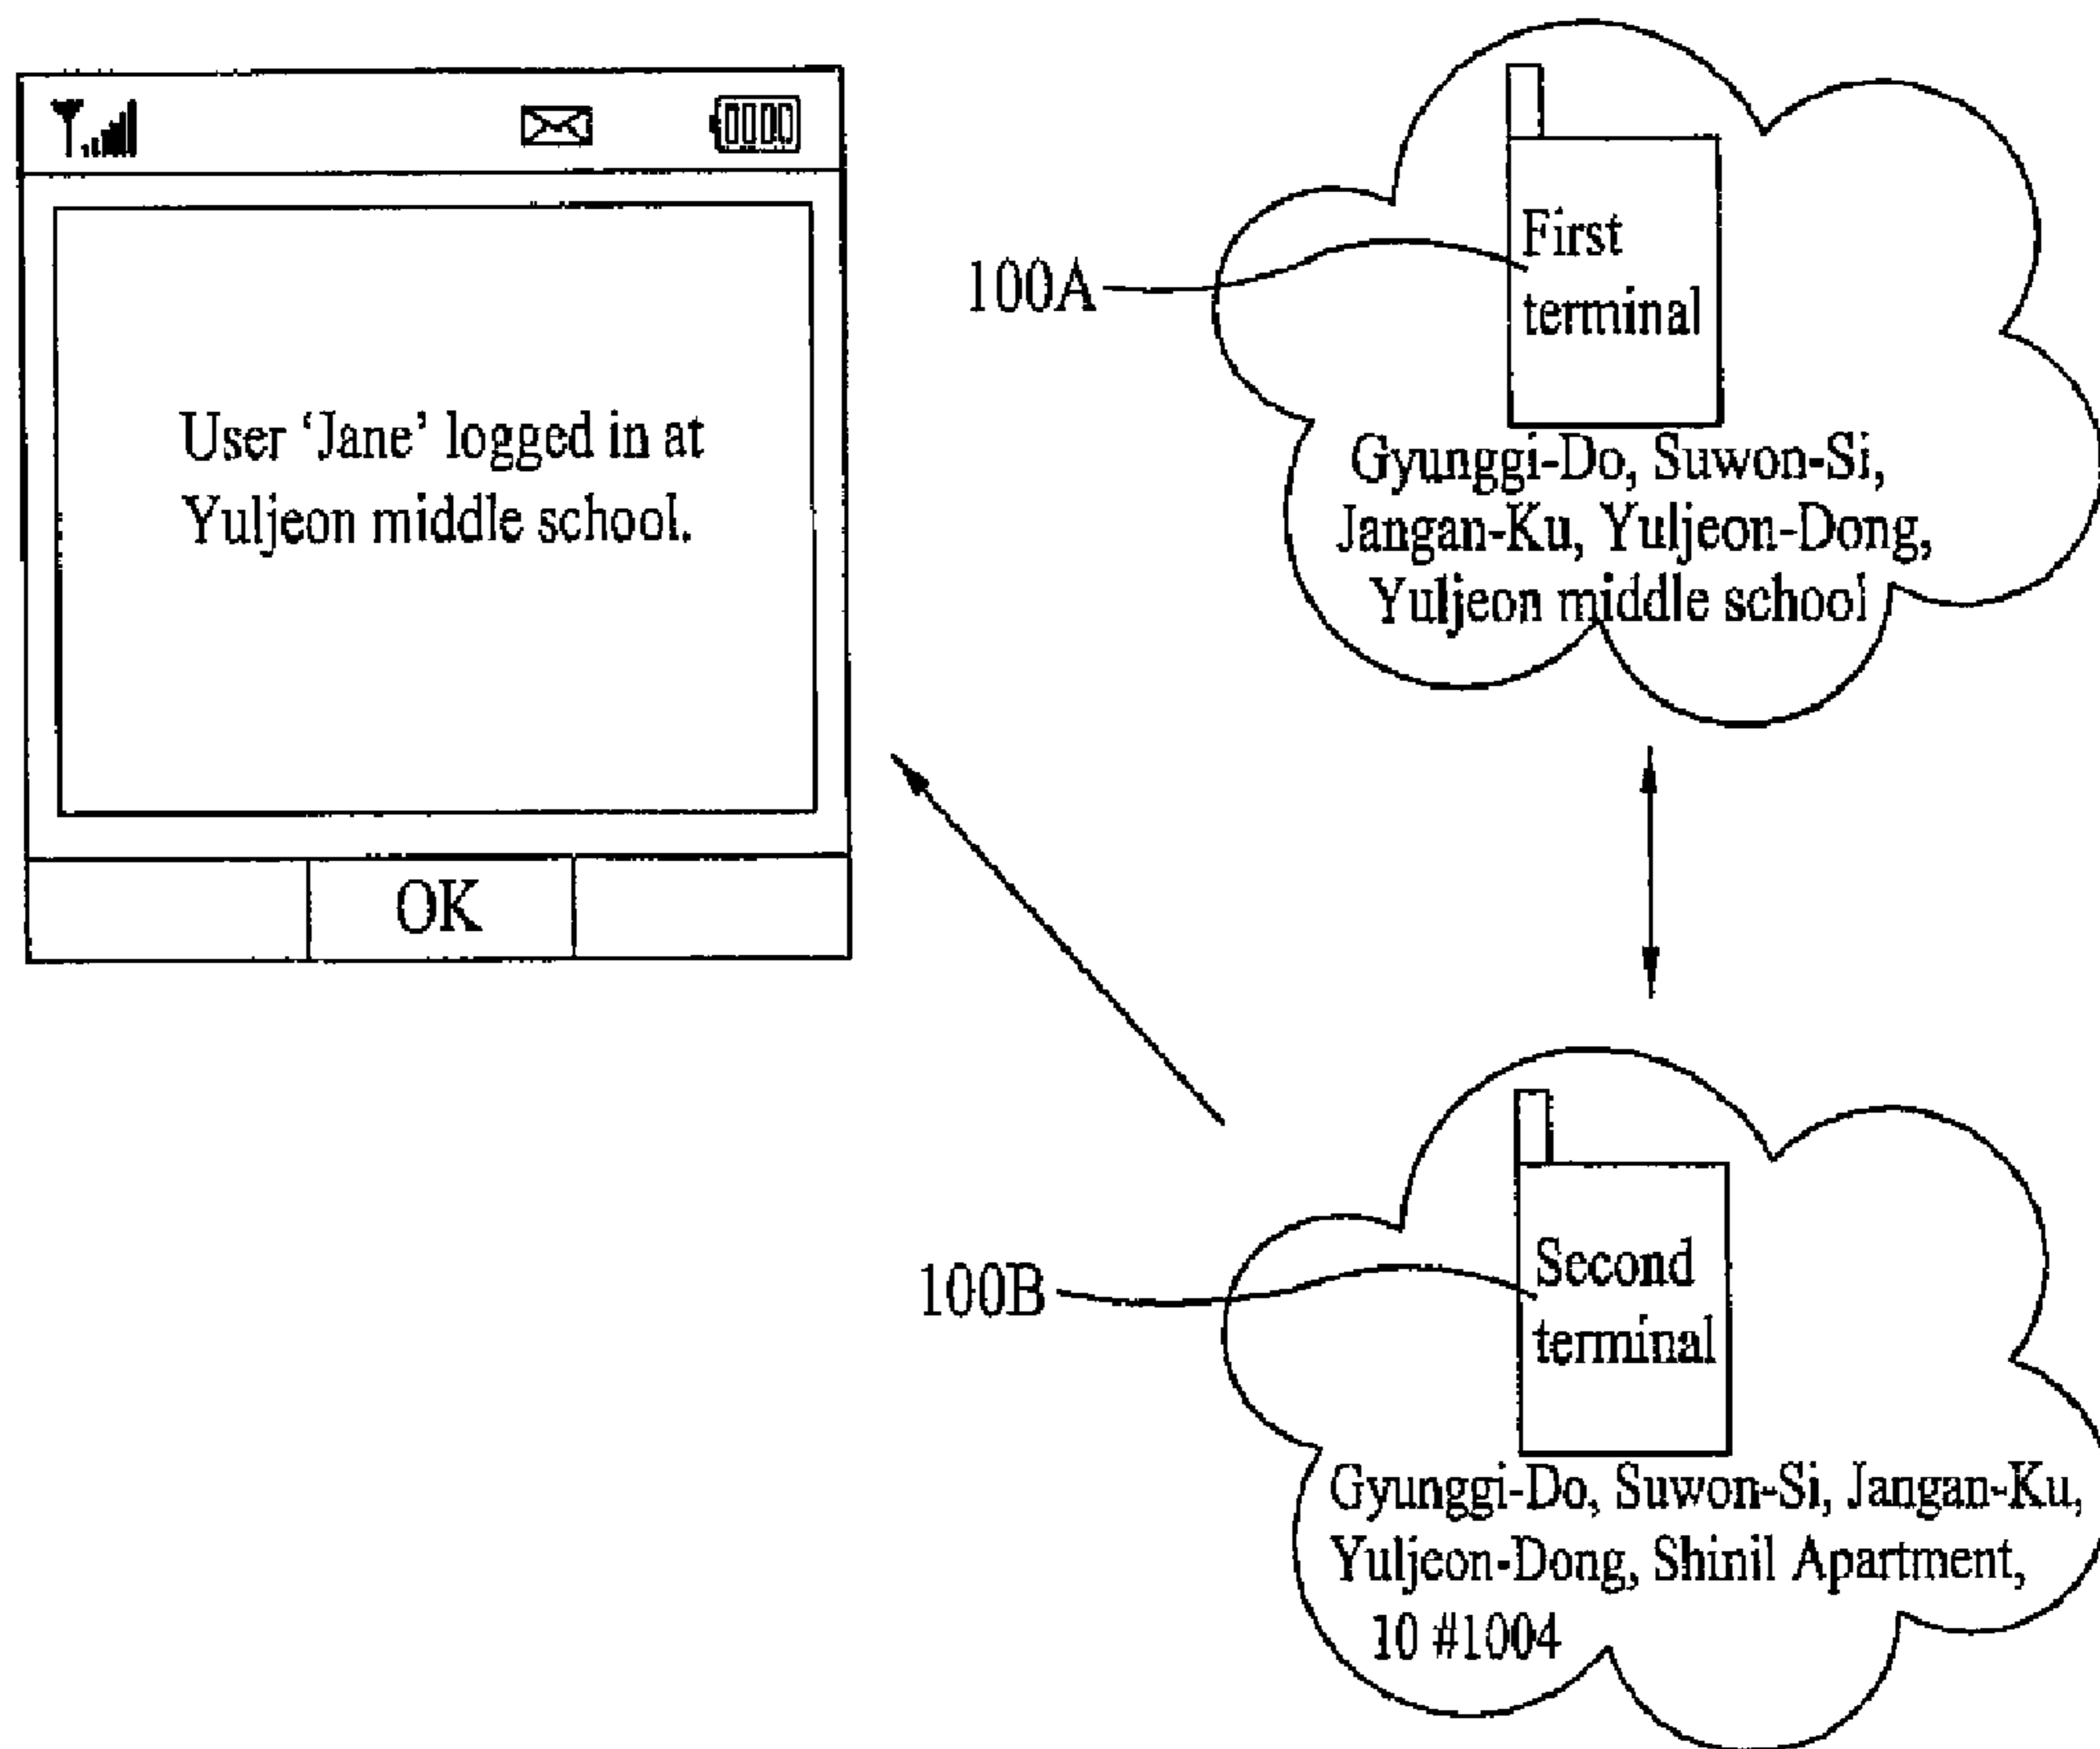 User ‘Jane’ logged in at
Yuljeon middle school.
OK
100A
First
terminal
Gyunggi-Do, Suwon-Si,
Jangan-Ku, Yuljeon-Dong,
Yuljeon middle school
100B
Second
terminal
Gyunggi-Do, Suwon-Si, Jangan-Ku,
Yuljeon-Dong, Shinil Apartment,
10 #1004